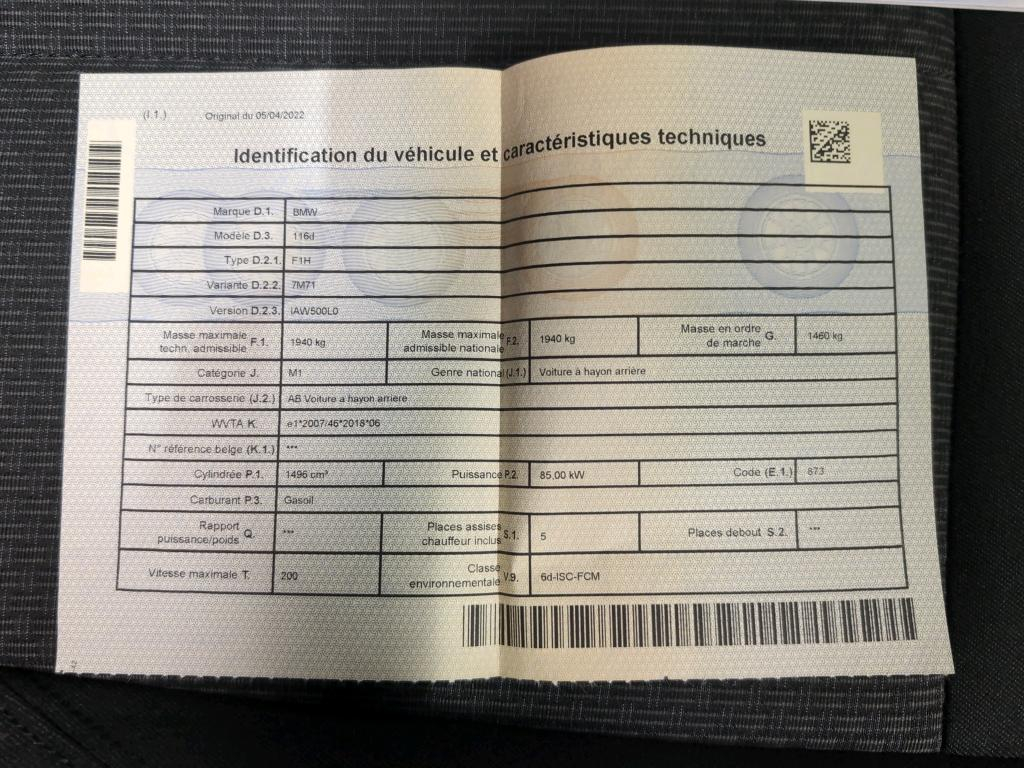 (I.1.) Original du 05/04/2022
Identification du véhicule et caractéristiques techniques
Marque D.1. BMW
Modèle D.3. 116d
Type D.2.1. F1H
Variante D.2.2. 7M71
Version D.2.3. IAW500L0
Masse maximale techn. admissible F.1. 1940 kg Masse maximale admissible nationale F.2. 1940 kg Masse en ordre de marche G. 1460 kg
Catégorie J. M1 Genre national (J.1.) Voiture à hayon arrière
Type de carrosserie (J.2.) AB Voiture à hayon arrière
WVTA K. e1*2007/46*2018*06
N° référence belge (K.1.) ***
Cylindrée P.1. 1496 cm³ Puissance P.2. 85,00 kW Code (E.1.) 873
Carburant P.3. Gasoil
Rapport puissance/poids Q. *** Places assises chauffeur inclus S.1. 5 Places debout S.2. ***
Vitesse maximale T. 200 Classe environnementale V.9. 6d-ISC-FCM